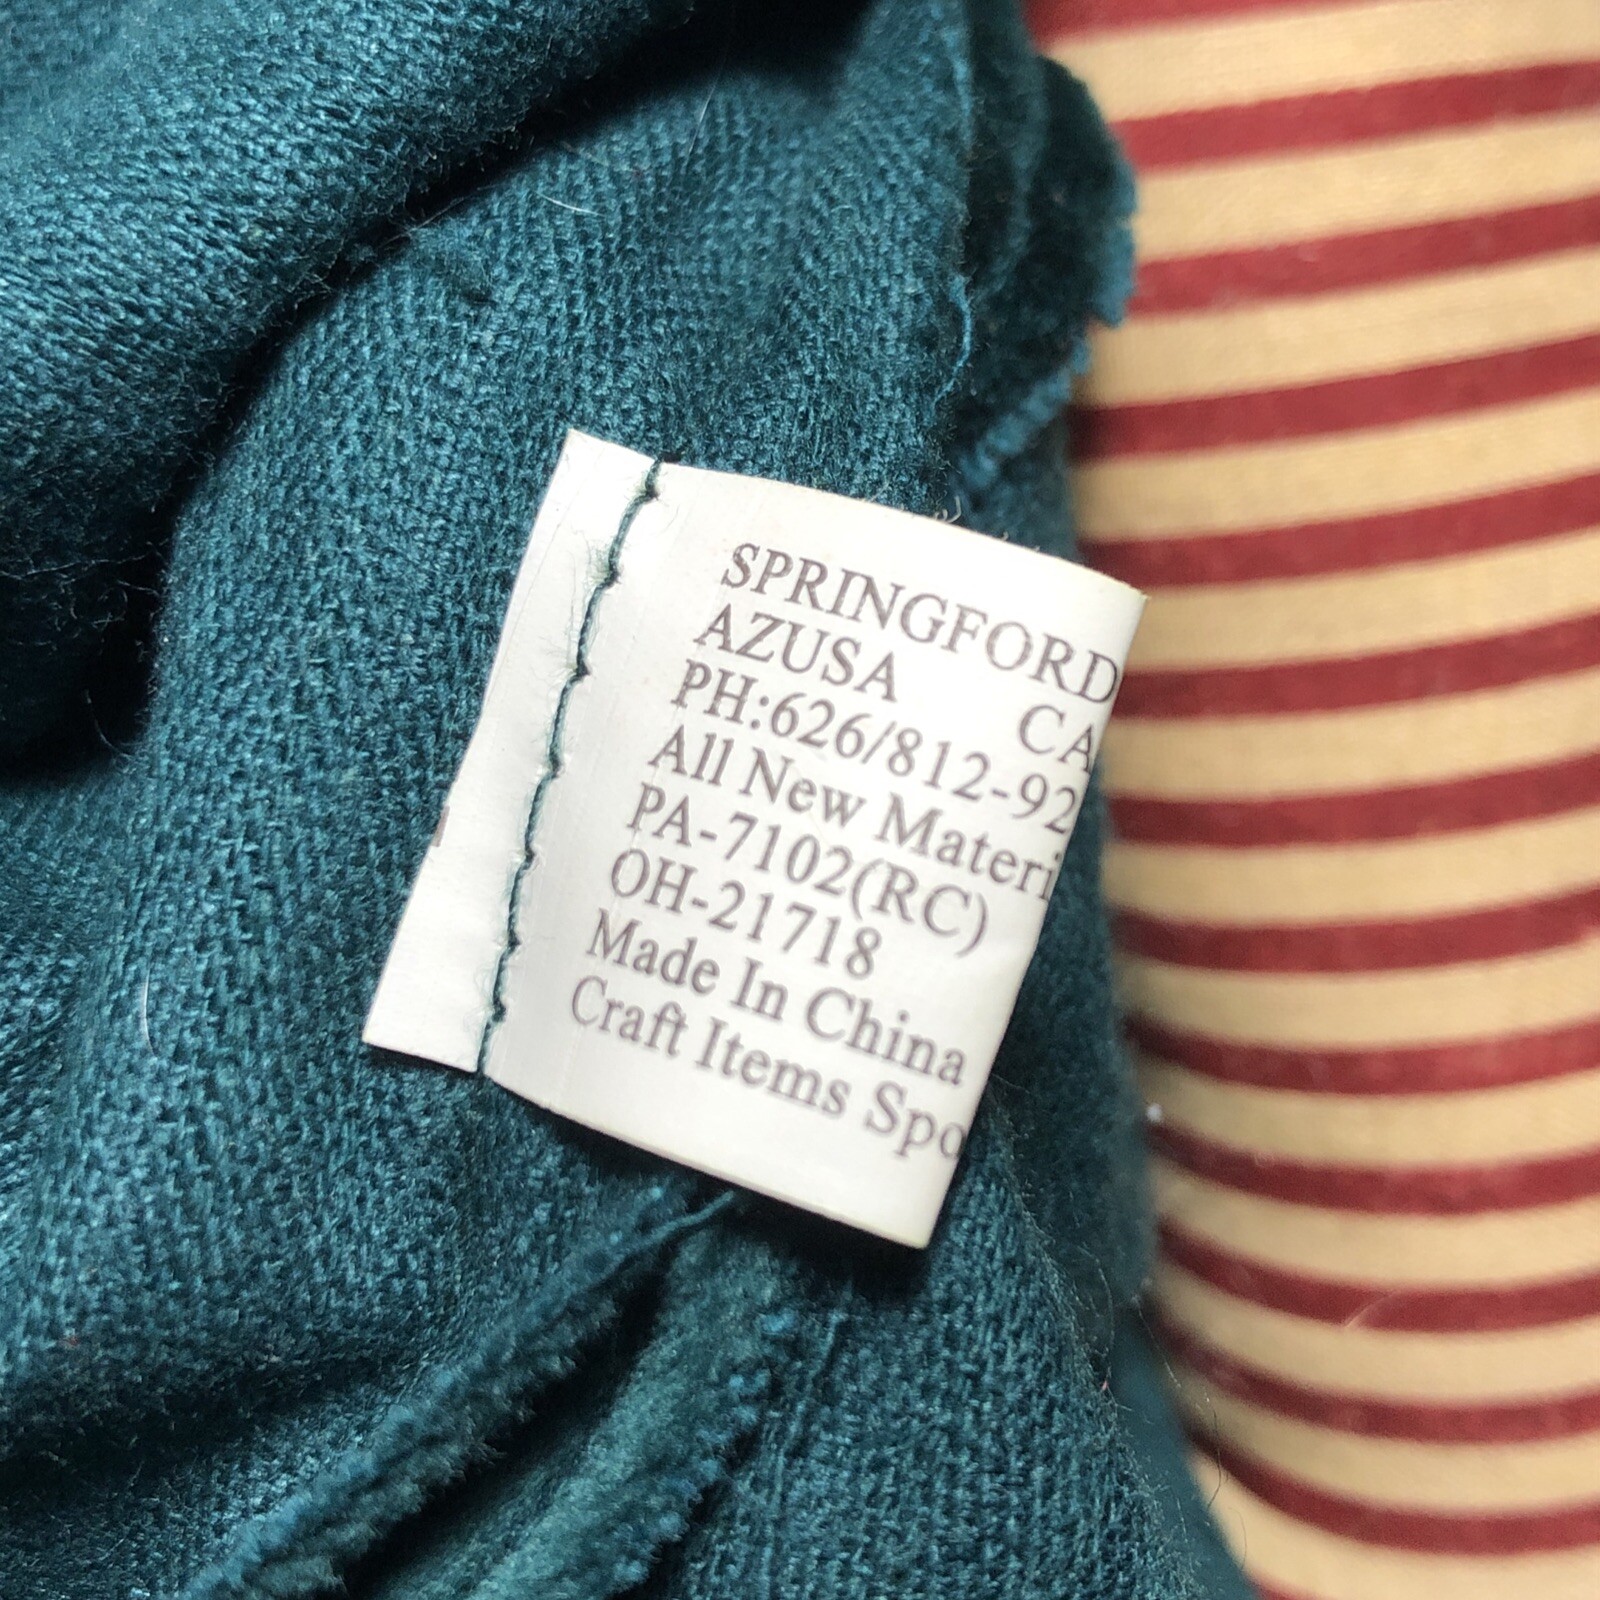 SPRINGFORD
AZUSA CA
PH:626/812-92
All New Materi
PA-7102(RC)
OH-21718
Made In China
Craft Items Spo